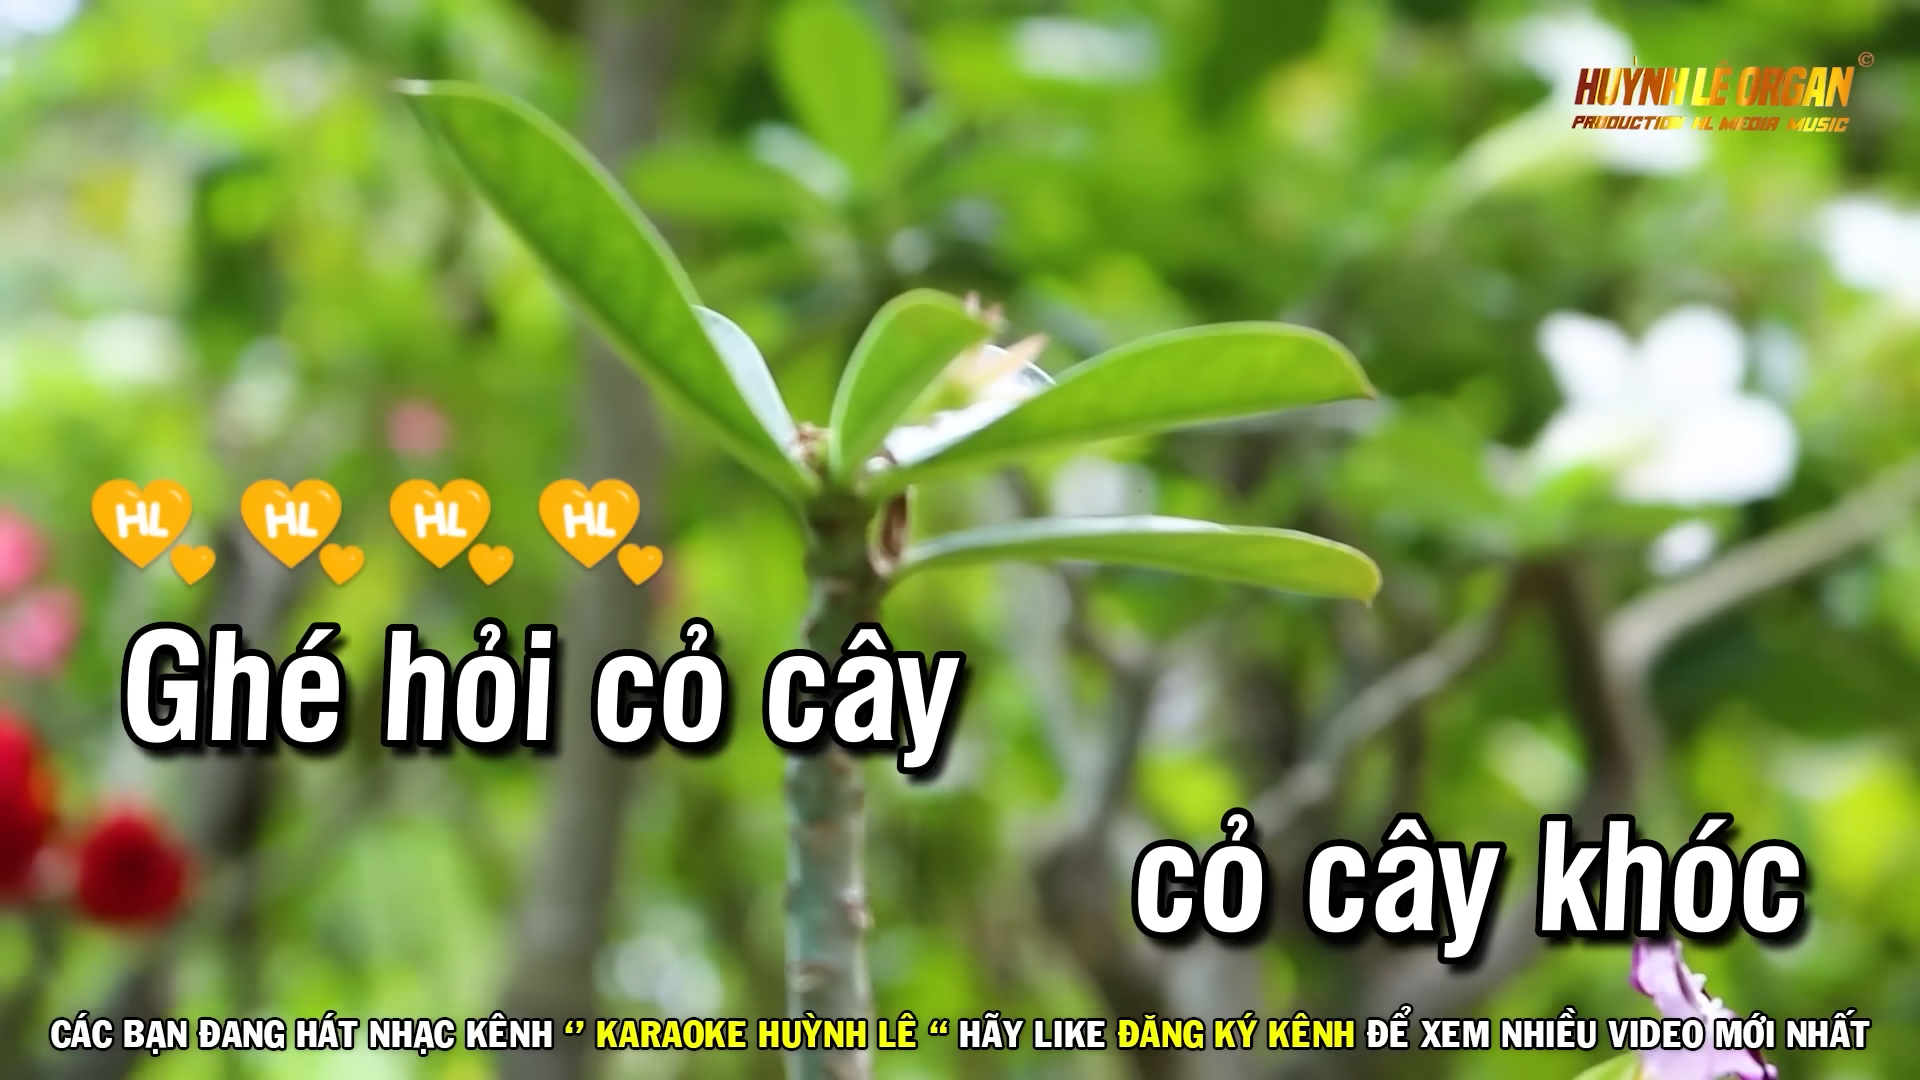 HUỲNH LÊ ORGAN ©
PRODUCTION HL MEDIA MUSIC
HL HL HL HL
Ghé hỏi cỏ cây
cỏ cây khóc
CÁC BẠN ĐANG HÁT NHẠC KÊNH ‘’ KARAOKE HUỲNH LÊ “ HÃY LIKE ĐĂNG KÝ KÊNH ĐỂ XEM NHIỀU VIDEO MỚI NHẤT